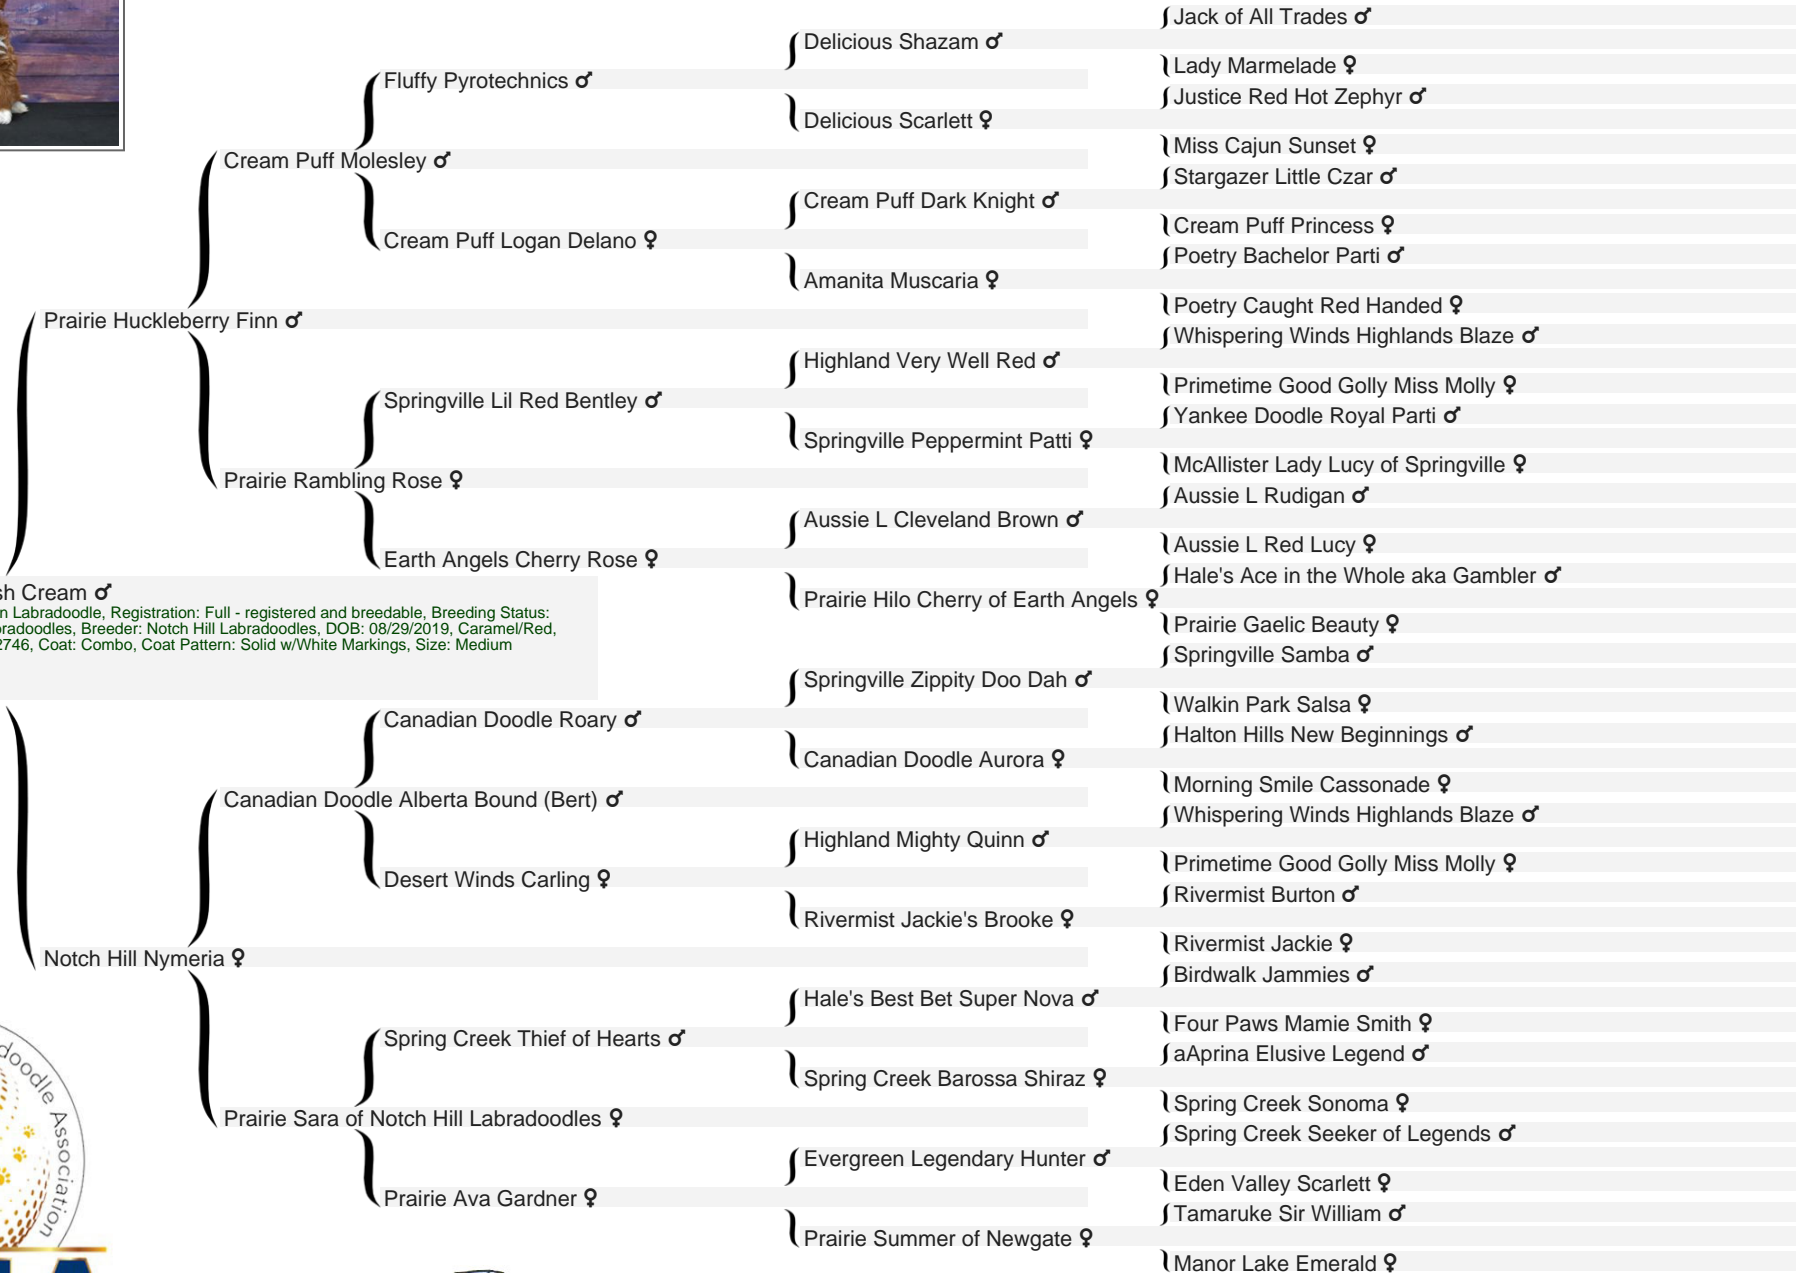 Jack of All Trades ♂
Delicious Shazam ♂
Lady Marmelade ♀
Fluffy Pyrotechnics ♂
Justice Red Hot Zephyr ♂
Delicious Scarlett ♀
Miss Cajun Sunset ♀
Cream Puff Molesley ♂
Stargazer Little Czar ♂
Cream Puff Dark Knight ♂
Cream Puff Princess ♀
Cream Puff Logan Delano ♀
Poetry Bachelor Parti ♂
Amanita Muscaria ♀
Poetry Caught Red Handed ♀
Prairie Huckleberry Finn ♂
Whispering Winds Highlands Blaze ♂
Highland Very Well Red ♂
Primetime Good Golly Miss Molly ♀
Springville Lil Red Bentley ♂
Yankee Doodle Royal Parti ♂
Springville Peppermint Patti ♀
McAllister Lady Lucy of Springville ♀
Prairie Rambling Rose ♀
Aussie L Rudigan ♂
Aussie L Cleveland Brown ♂
Aussie L Red Lucy ♀
Earth Angels Cherry Rose ♀
Hale's Ace in the Whole aka Gambler ♂
Prairie Hilo Cherry of Earth Angels ♀
Prairie Gaelic Beauty ♀
sh Cream ♂
n Labradoodle, Registration: Full - registered and breedable, Breeding Status:
radoodles, Breeder: Notch Hill Labradoodles, DOB: 08/29/2019, Caramel/Red,
2746, Coat: Combo, Coat Pattern: Solid w/White Markings, Size: Medium
Springville Samba ♂
Springville Zippity Doo Dah ♂
Walkin Park Salsa ♀
Canadian Doodle Roary ♂
Halton Hills New Beginnings ♂
Canadian Doodle Aurora ♀
Morning Smile Cassonade ♀
Canadian Doodle Alberta Bound (Bert) ♂
Whispering Winds Highlands Blaze ♂
Highland Mighty Quinn ♂
Primetime Good Golly Miss Molly ♀
Desert Winds Carling ♀
Rivermist Burton ♂
Rivermist Jackie's Brooke ♀
Rivermist Jackie ♀
Notch Hill Nymeria ♀
Birdwalk Jammies ♂
Hale's Best Bet Super Nova ♂
Four Paws Mamie Smith ♀
Spring Creek Thief of Hearts ♂
aAprina Elusive Legend ♂
Spring Creek Barossa Shiraz ♀
Spring Creek Sonoma ♀
Prairie Sara of Notch Hill Labradoodles ♀
Spring Creek Seeker of Legends ♂
Evergreen Legendary Hunter ♂
Eden Valley Scarlett ♀
Prairie Ava Gardner ♀
Tamaruke Sir William ♂
Prairie Summer of Newgate ♀
Manor Lake Emerald ♀
doodle Association